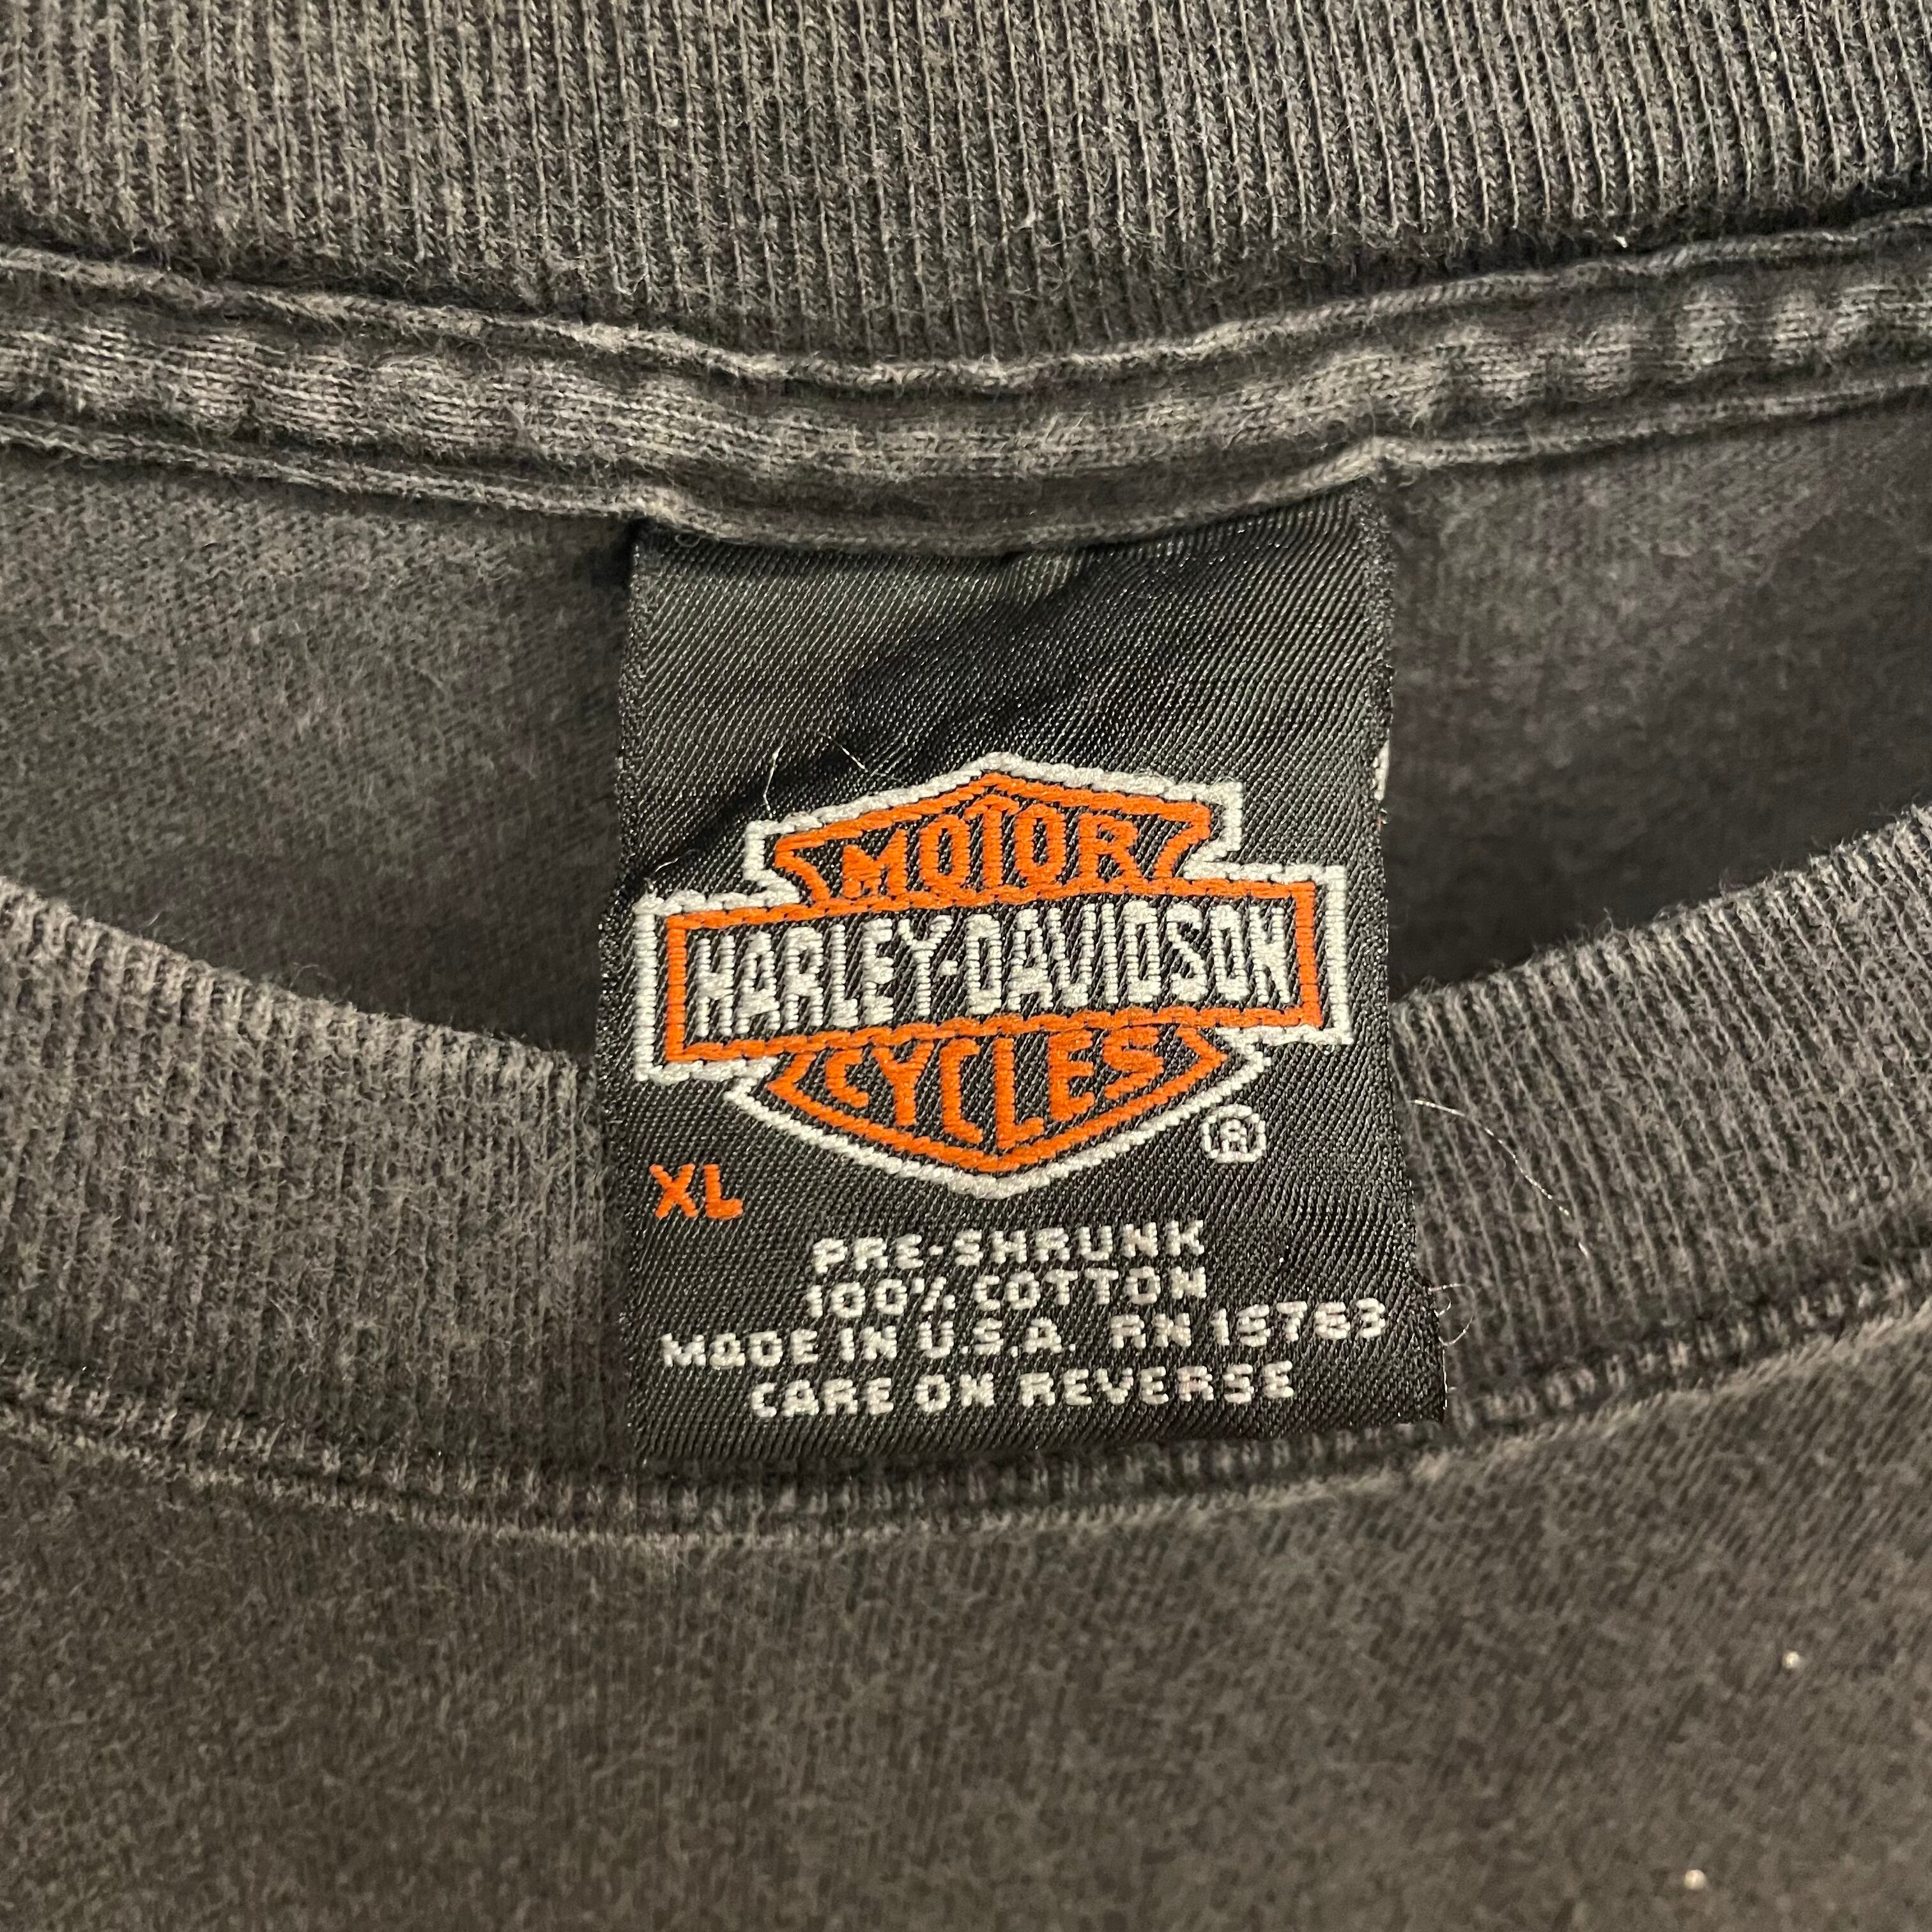 MOTOR
HARLEY-DAVIDSON
CYCLES
®
XL
PRE-SHRUNK
100% COTTON
MADE IN U.S.A. RN 15763
CARE ON REVERSE